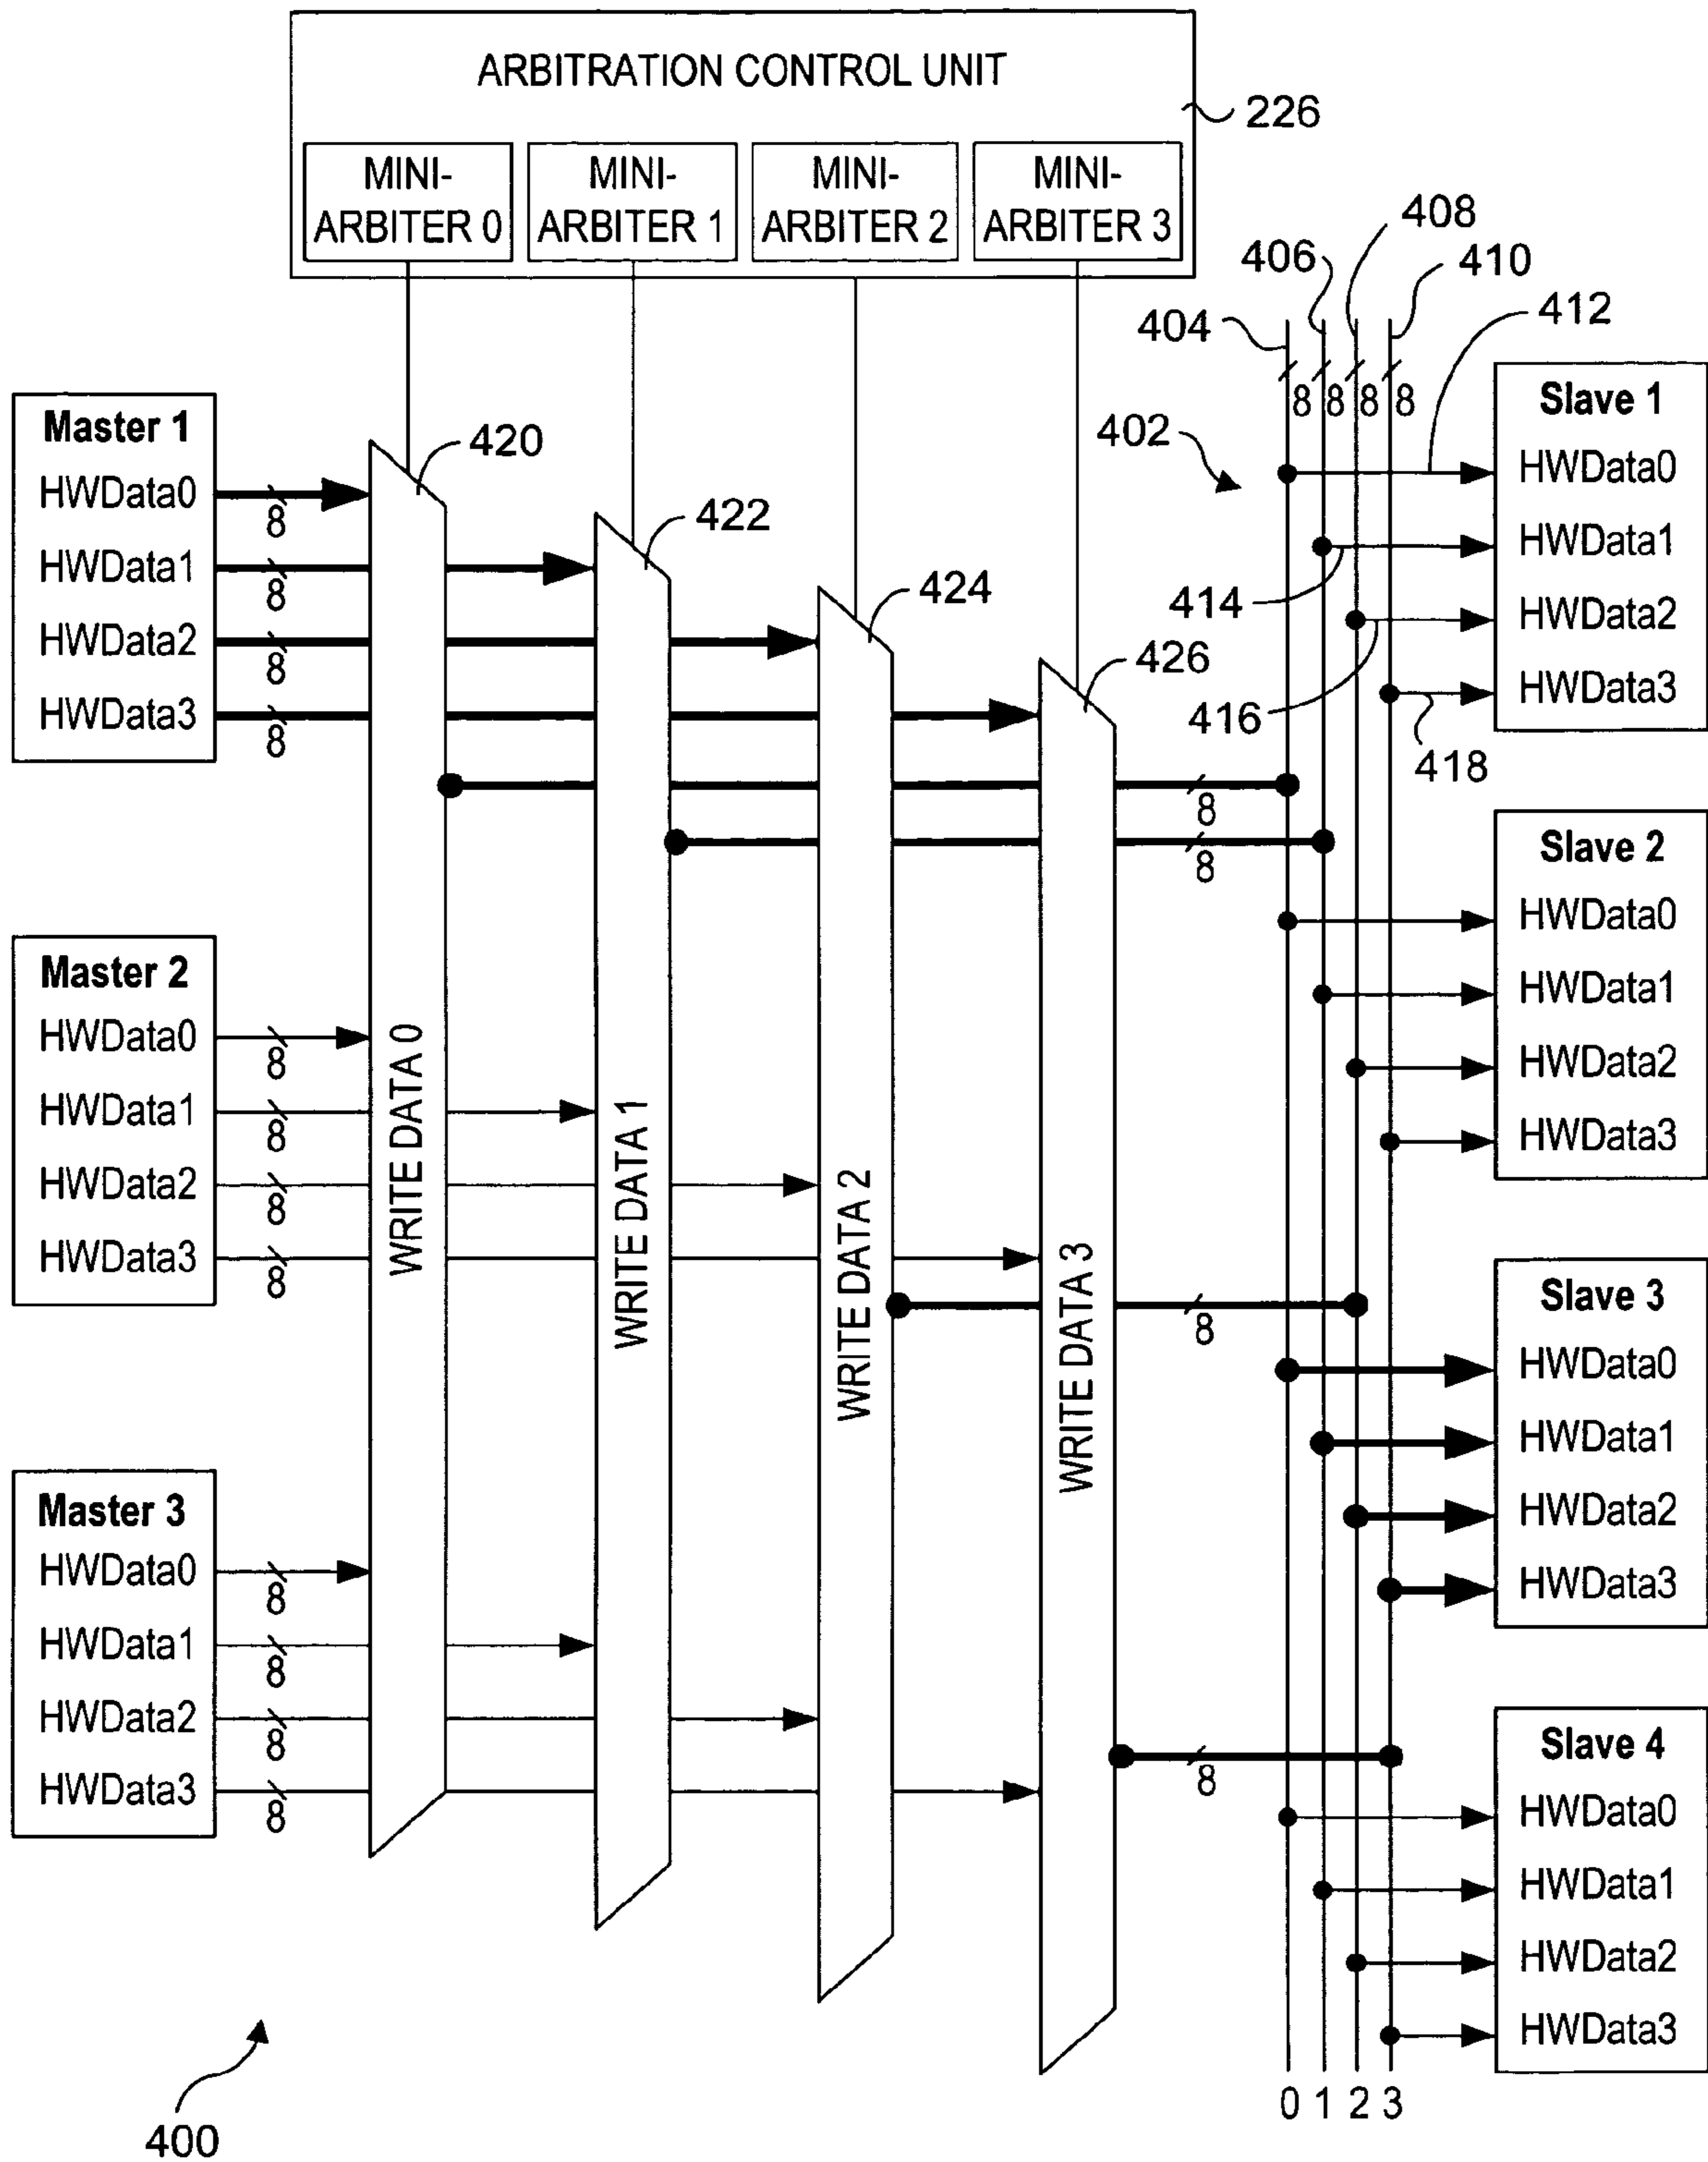 ARBITRATION CONTROL UNIT
226
MINI-
ARBITER 0
MINI-
ARBITER 1
MINI-
ARBITER 2
MINI-
ARBITER 3
408
406
410
404
412
8
8
8
8
402
Master 1
HWData0
8
HWData1
8
HWData2
8
HWData3
8
420
422
424
426
Slave 1
HWData0
HWData1
414
HWData2
416
HWData3
418
8
8
Slave 2
HWData0
HWData1
HWData2
HWData3
Master 2
HWData0
8
HWData1
8
HWData2
8
HWData3
8
WRITE DATA 0
WRITE DATA 1
WRITE DATA 2
WRITE DATA 3
8
Slave 3
HWData0
HWData1
HWData2
HWData3
Master 3
HWData0
8
HWData1
8
HWData2
8
HWData3
8
8
Slave 4
HWData0
HWData1
HWData2
HWData3
0 1 2 3
400